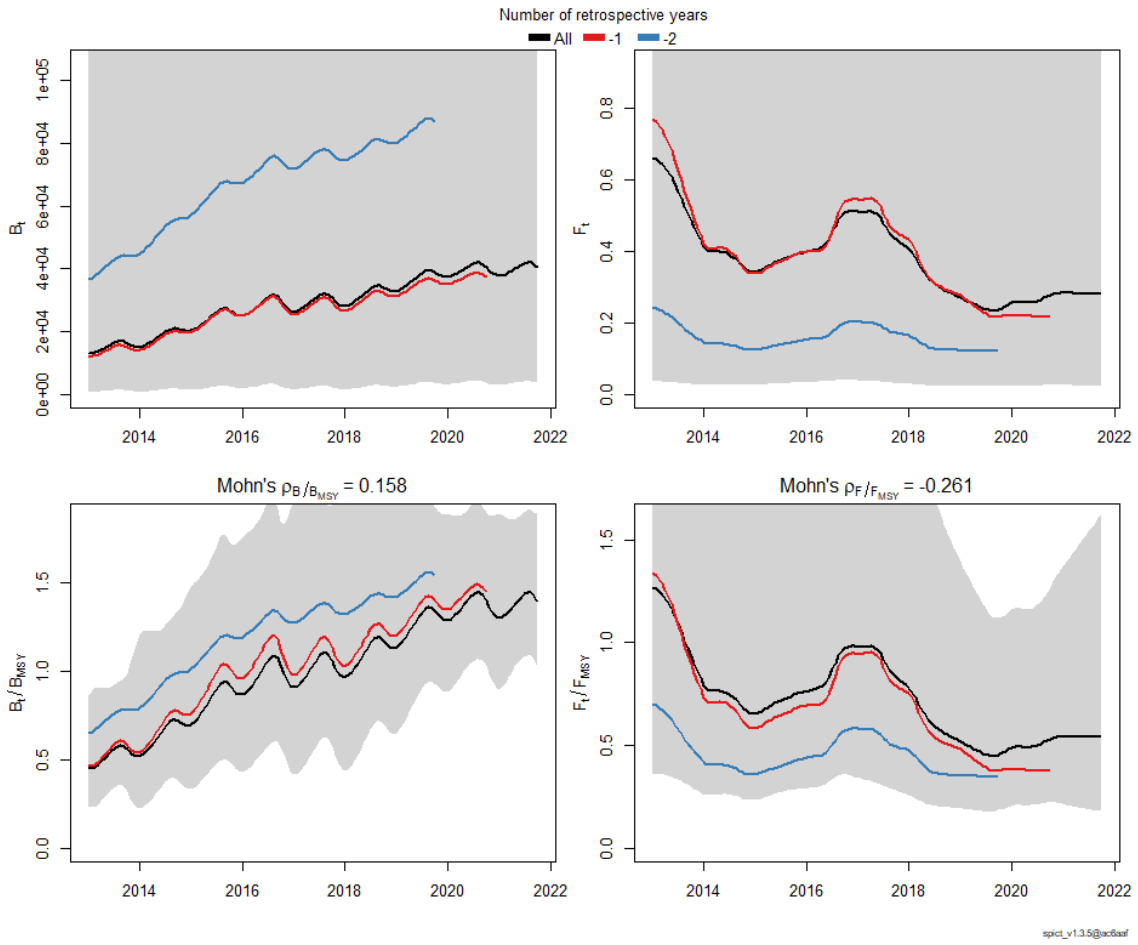 Number of retrospective years
All -1 -2
1e+05
8e+04
6e+04
4e+04
2e+04
0e+00
Bt
2014 2016 2018 2020 2022
0.8
0.6
0.4
0.2
0.0
Ft
2014 2016 2018 2020 2022
Mohn's ρB/BMSY = 0.158
1.5
1.0
0.5
0.0
Bt/BMSY
2014 2016 2018 2020 2022
Mohn's ρF/FMSY = -0.261
1.5
1.0
0.5
0.0
Ft/FMSY
2014 2016 2018 2020 2022
spict_v1.3.5@ac6aaf